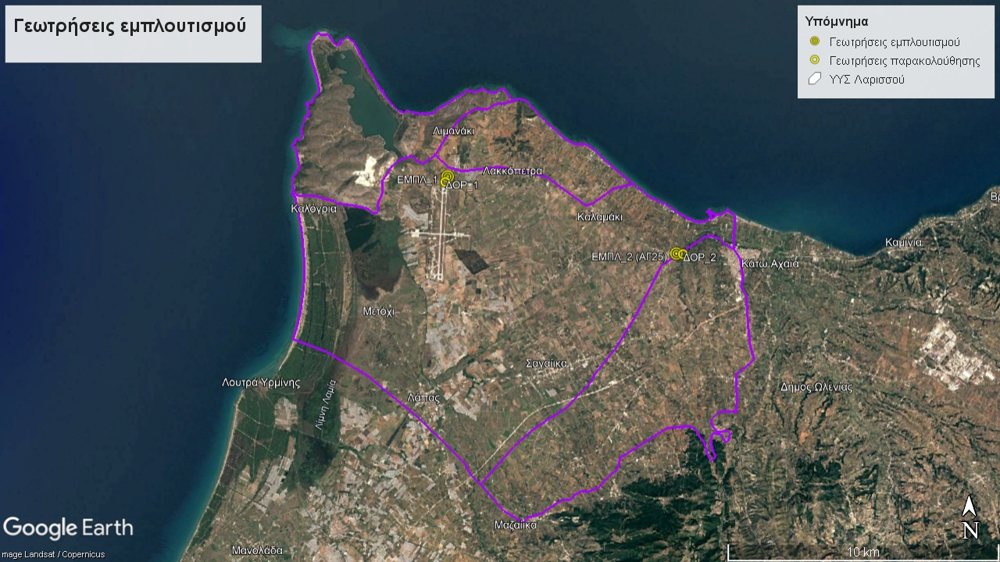 Γεωτρήσεις εμπλουτισμού
Υπόμνημα
Γεωτρήσεις εμπλουτισμού
Γεωτρήσεις παρακολούθησης
ΥΥΣ Λαρισσού
Λιμανάκι
Λακκόπετρα
ΕΜΠΛ_1
ΔΟΡ_1
Βρ
Καλόγρια
Καλαμάκι
Καμίνια
ΕΜΠΛ_2 (ΑΓ25)
ΔΟΡ_2
Κάτω Αχαΐα
Μετόχι
Σαγαίικα
Λουτρά Υρμίνης
Δήμος Ωλενίας
Λάπας
Λίμνη Λαμία
Μαζαίικα
Google Earth
N
Μανολάδα
10 km
mage Landsat / Copernicus